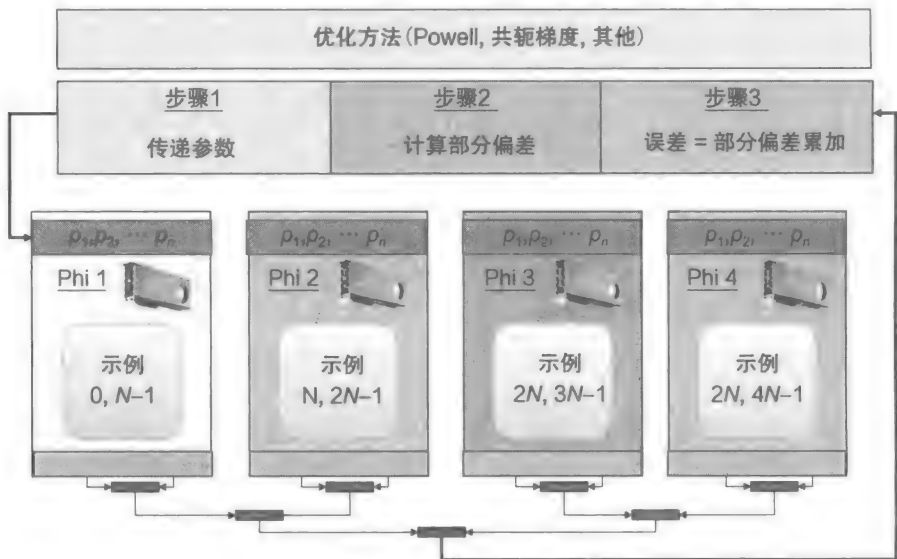 优化方法(Powell, 共轭梯度, 其他)
步骤1
传递参数
步骤2
计算部分偏差
步骤3
误差 = 部分偏差累加
p₁,p₂, ··· pₙ
p₁,p₂, ··· pₙ
p₁,p₂, ··· pₙ
p₁,p₂, ··· pₙ
Phi 1
Phi 2
Phi 3
Phi 4
示例
0, N–1
示例
N, 2N–1
示例
2N, 3N–1
示例
2N, 4N–1